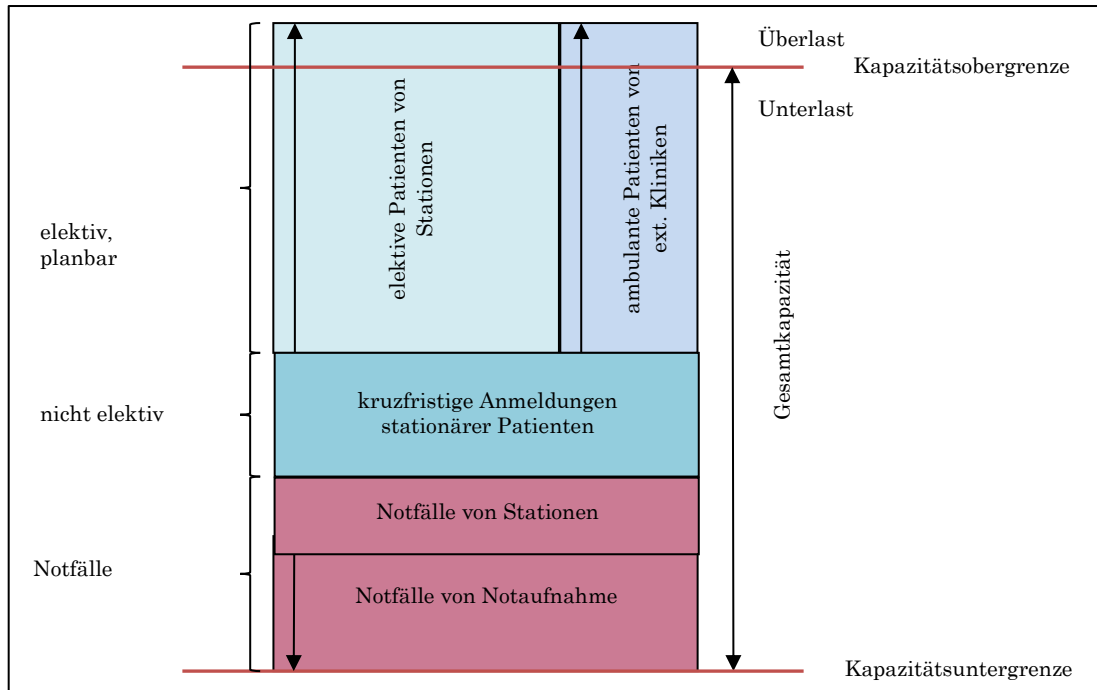 Überlast
Kapazitätsobergrenze
Unterlast
elektive Patienten von
Stationen
ambulante Patienten von
ext. Kliniken
elektiv,
planbar
Gesamtkapazität
nicht elektiv
kruzfristige Anmeldungen
stationärer Patienten
Notfälle von Stationen
Notfälle
Notfälle von Notaufnahme
Kapazitätsuntergrenze